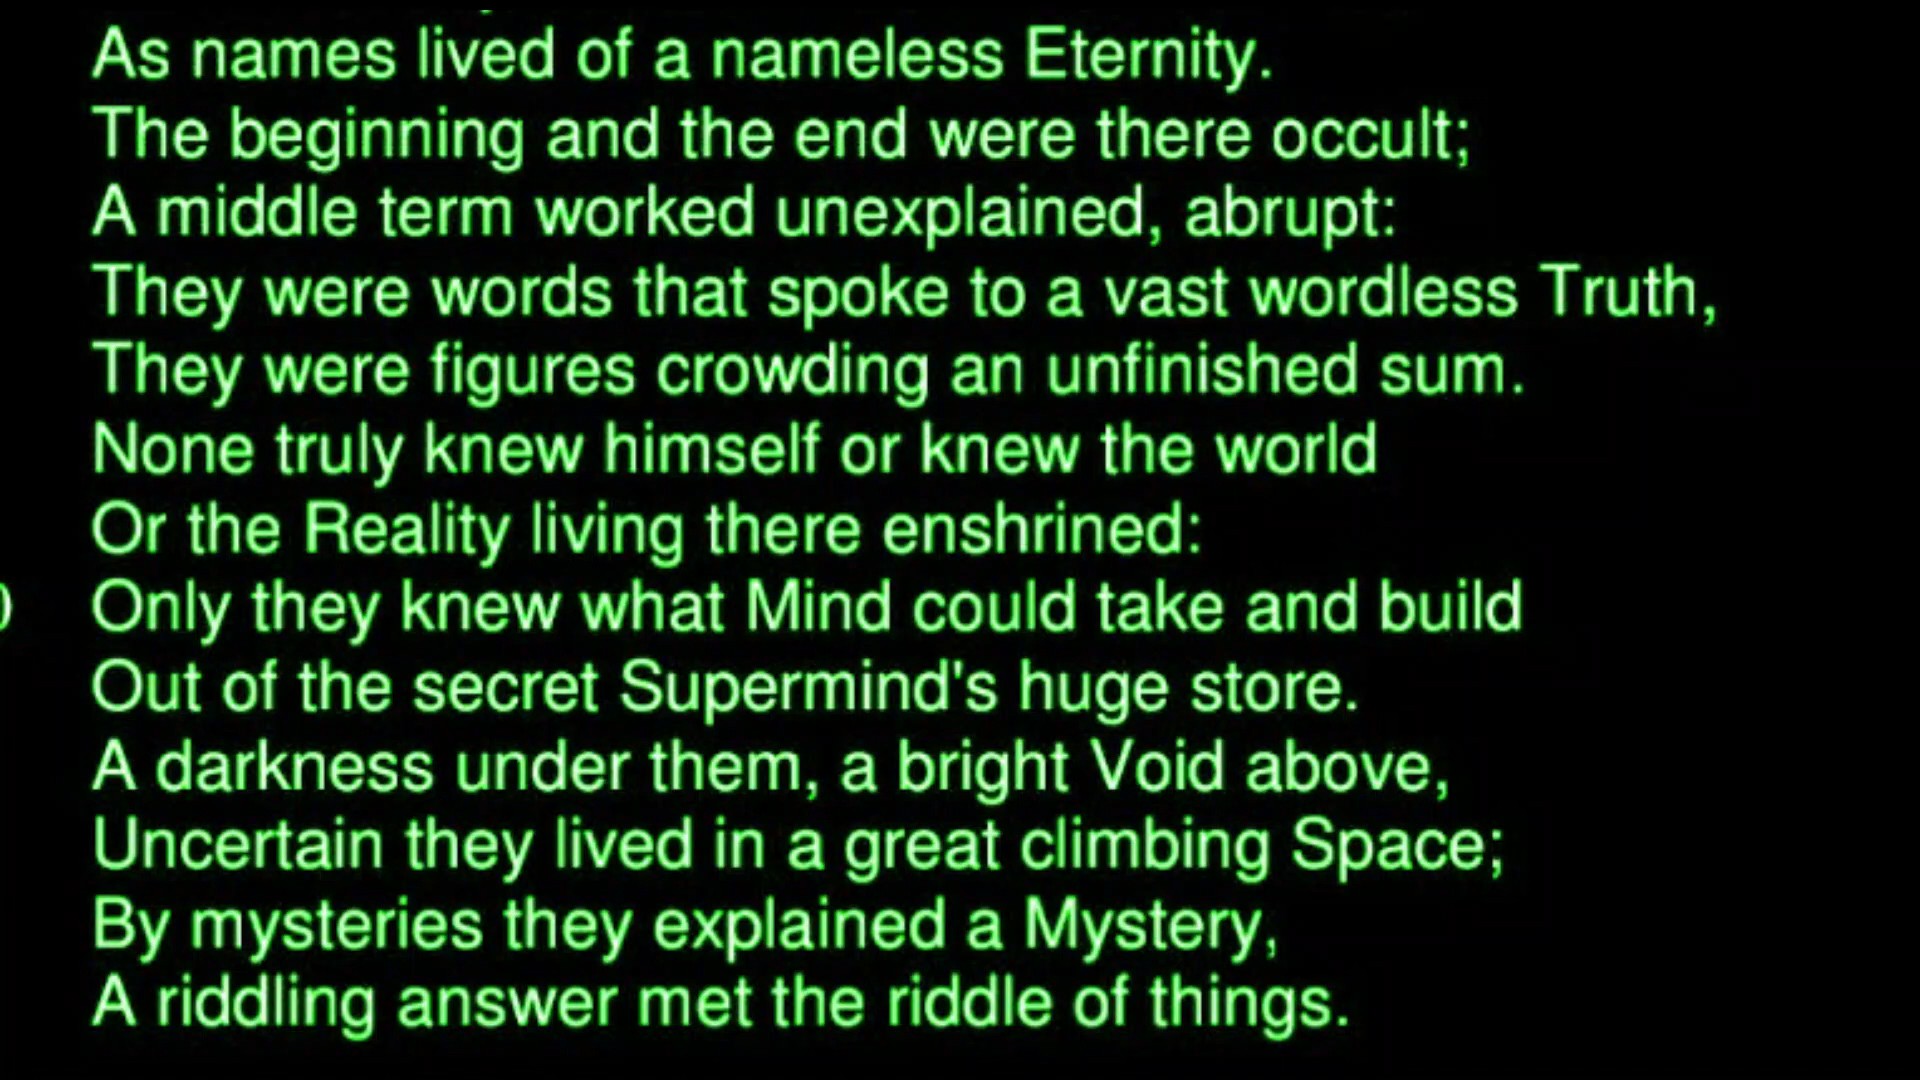 As names lived of a nameless Eternity.
The beginning and the end were there occult;
A middle term worked unexplained, abrupt:
They were words that spoke to a vast wordless Truth,
They were figures crowding an unfinished sum.
None truly knew himself or knew the world
Or the Reality living there enshrined:
Only they knew what Mind could take and build
Out of the secret Supermind's huge store.
A darkness under them, a bright Void above,
Uncertain they lived in a great climbing Space;
By mysteries they explained a Mystery,
A riddling answer met the riddle of things.